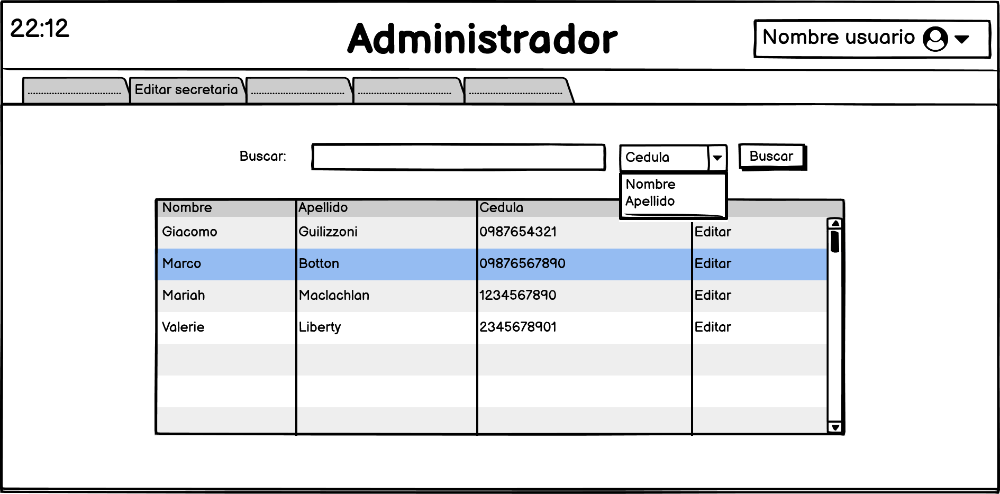 22:12
Administrador
Nombre usuario
.................................... Editar secretaria .................................... .................................... ....................................
Buscar: Cedula Buscar
Nombre
Apellido
Nombre Apellido Cedula
Giacomo Guilizzoni 0987654321 Editar
Marco Botton 09876567890 Editar
Mariah Maclachlan 1234567890 Editar
Valerie Liberty 2345678901 Editar